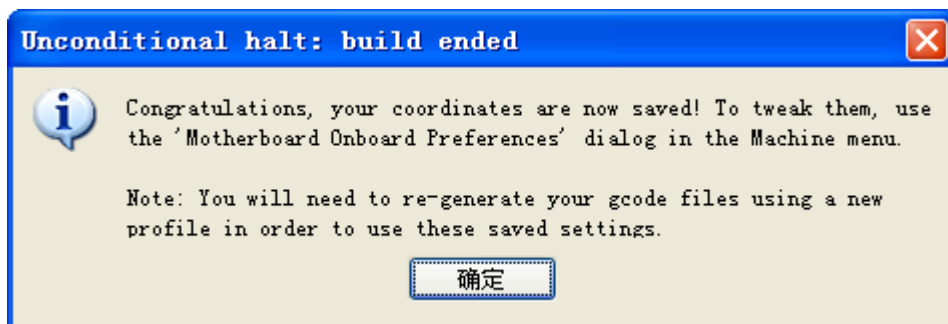 Unconditional halt: build ended
Congratulations, your coordinates are now saved! To tweak them, use
the 'Motherboard Onboard Preferences' dialog in the Machine menu.
Note: You will need to re-generate your gcode files using a new
profile in order to use these saved settings.
确定